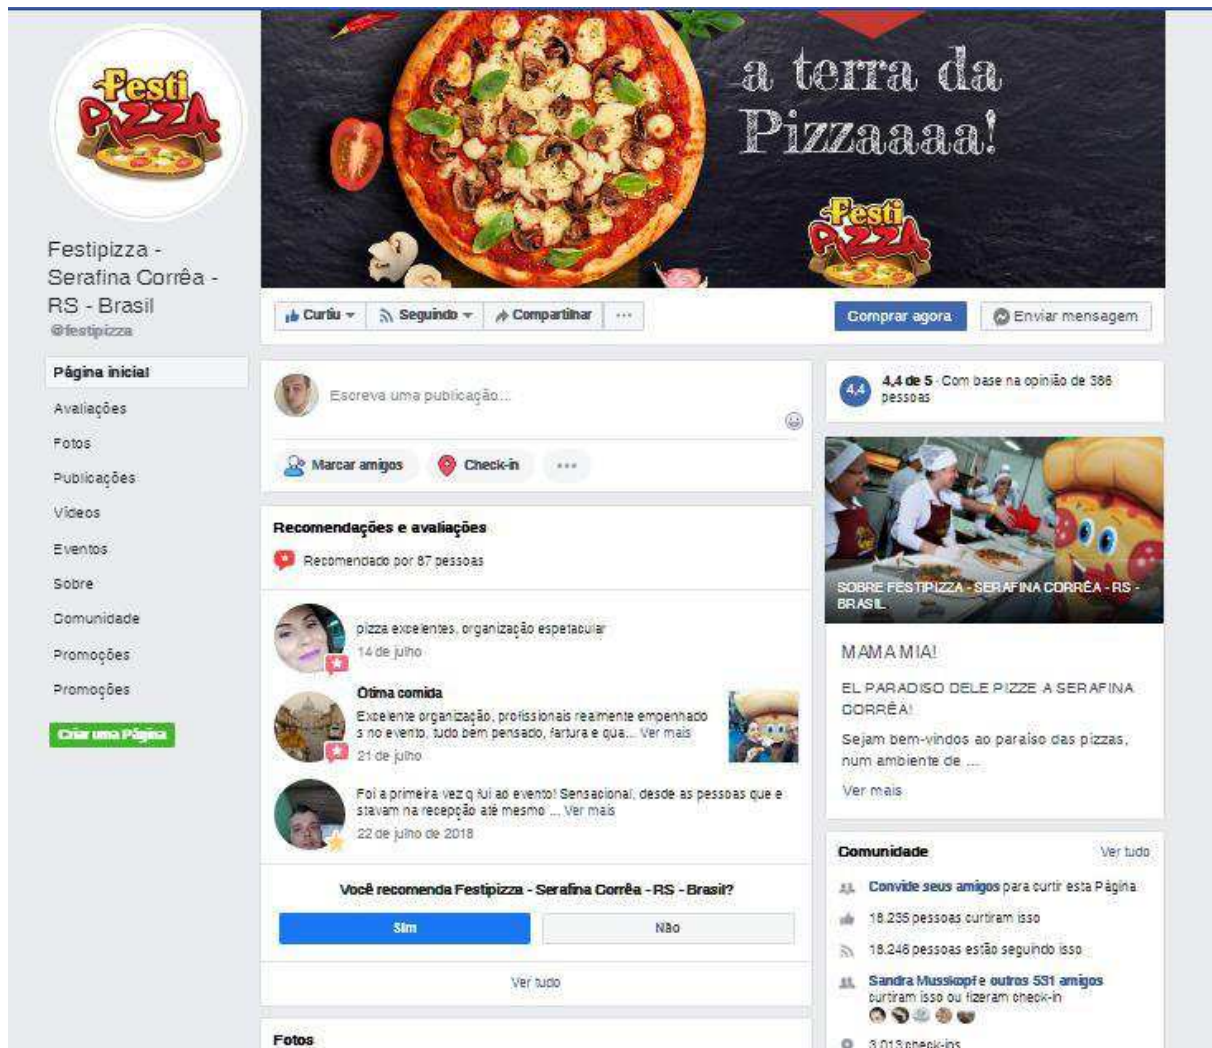 Festi
PIZZA
Festipizza -
Serafina Corrêa -
RS - Brasil
@festipizza
Página inicial
Avaliações
Fotos
Publicações
Vídeos
Eventos
Sobre
Comunidade
Promoções
Promoções
Criar uma Página
a terra da
Pizzaaaa!
Festi
PIZZA
Curtiu
Seguindo
Compartilhar
...
Comprar agora
Enviar mensagem
Escreva uma publicação...
Marcar amigos
Check-in
...
Recomendações e avaliações
Recomendado por 87 pessoas
pizza excelentes, organização espetacular
14 de julho
Ótima comida
Excelente organização, profissionais realmente empenhado
s no evento, tudo bem pensado, fartura e qua... Ver mais
21 de julho
Foi a primeira vez q fui ao evento! Sensacional, desde as pessoas que e
stavam na recepção até mesmo ... Ver mais
22 de julho de 2018
Você recomenda Festipizza - Serafina Corrêa - RS - Brasil?
Sim
Não
Ver tudo
Fotos
4,4
4,4 de 5 · Com base na opinião de 386
pessoas
SOBRE FESTIPIZZA - SERAFINA CORRÊA - RS -
BRASIL
MAMA MIA!
EL PARADISO DELE PIZZE A SERAFINA
CORRÊA!
Sejam bem-vindos ao paraíso das pizzas,
num ambiente de ...
Ver mais
Comunidade
Ver tudo
Convide seus amigos para curtir esta Página
18.235 pessoas curtiram isso
18.246 pessoas estão seguindo isso
Sandra Musskopf e outros 531 amigos
curtiram isso ou fizeram check-in
3.013 check-ins